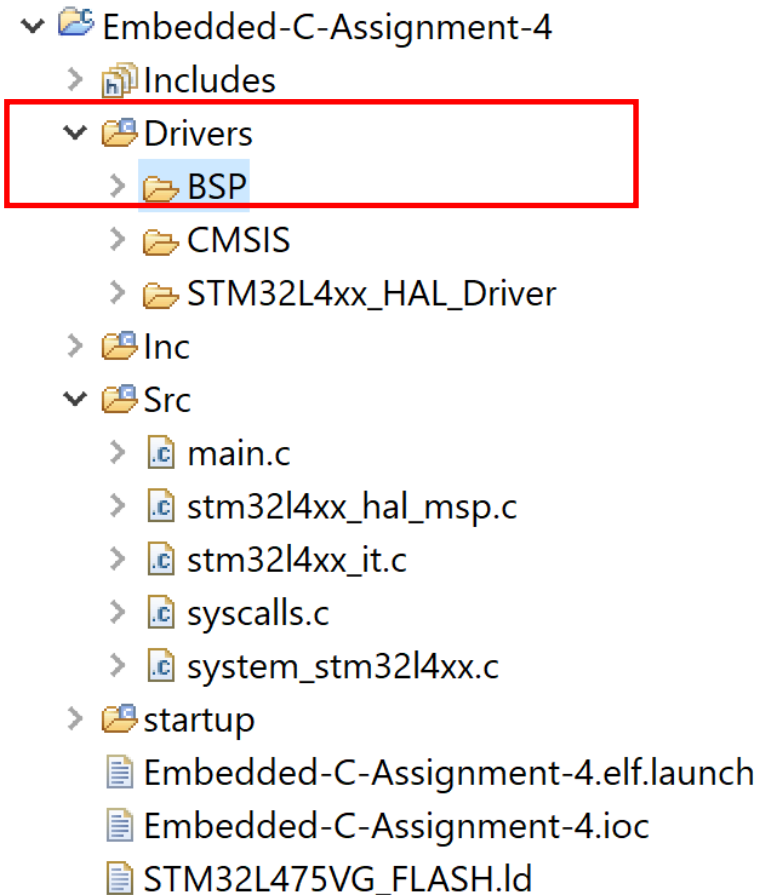 Embedded-C-Assignment-4
Includes
Drivers
BSP
CMSIS
STM32L4xx_HAL_Driver
Inc
Src
main.c
stm32l4xx_hal_msp.c
stm32l4xx_it.c
syscalls.c
system_stm32l4xx.c
startup
Embedded-C-Assignment-4.elf.launch
Embedded-C-Assignment-4.ioc
STM32L475VG_FLASH.ld